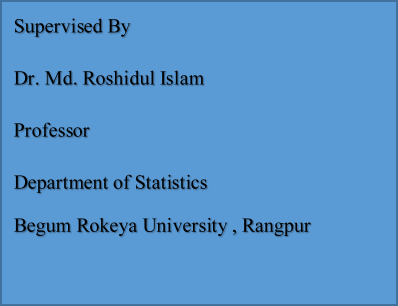 Supervised By
Dr. Md. Roshidul Islam
Professor
Department of Statistics
Begum Rokeya University , Rangpur